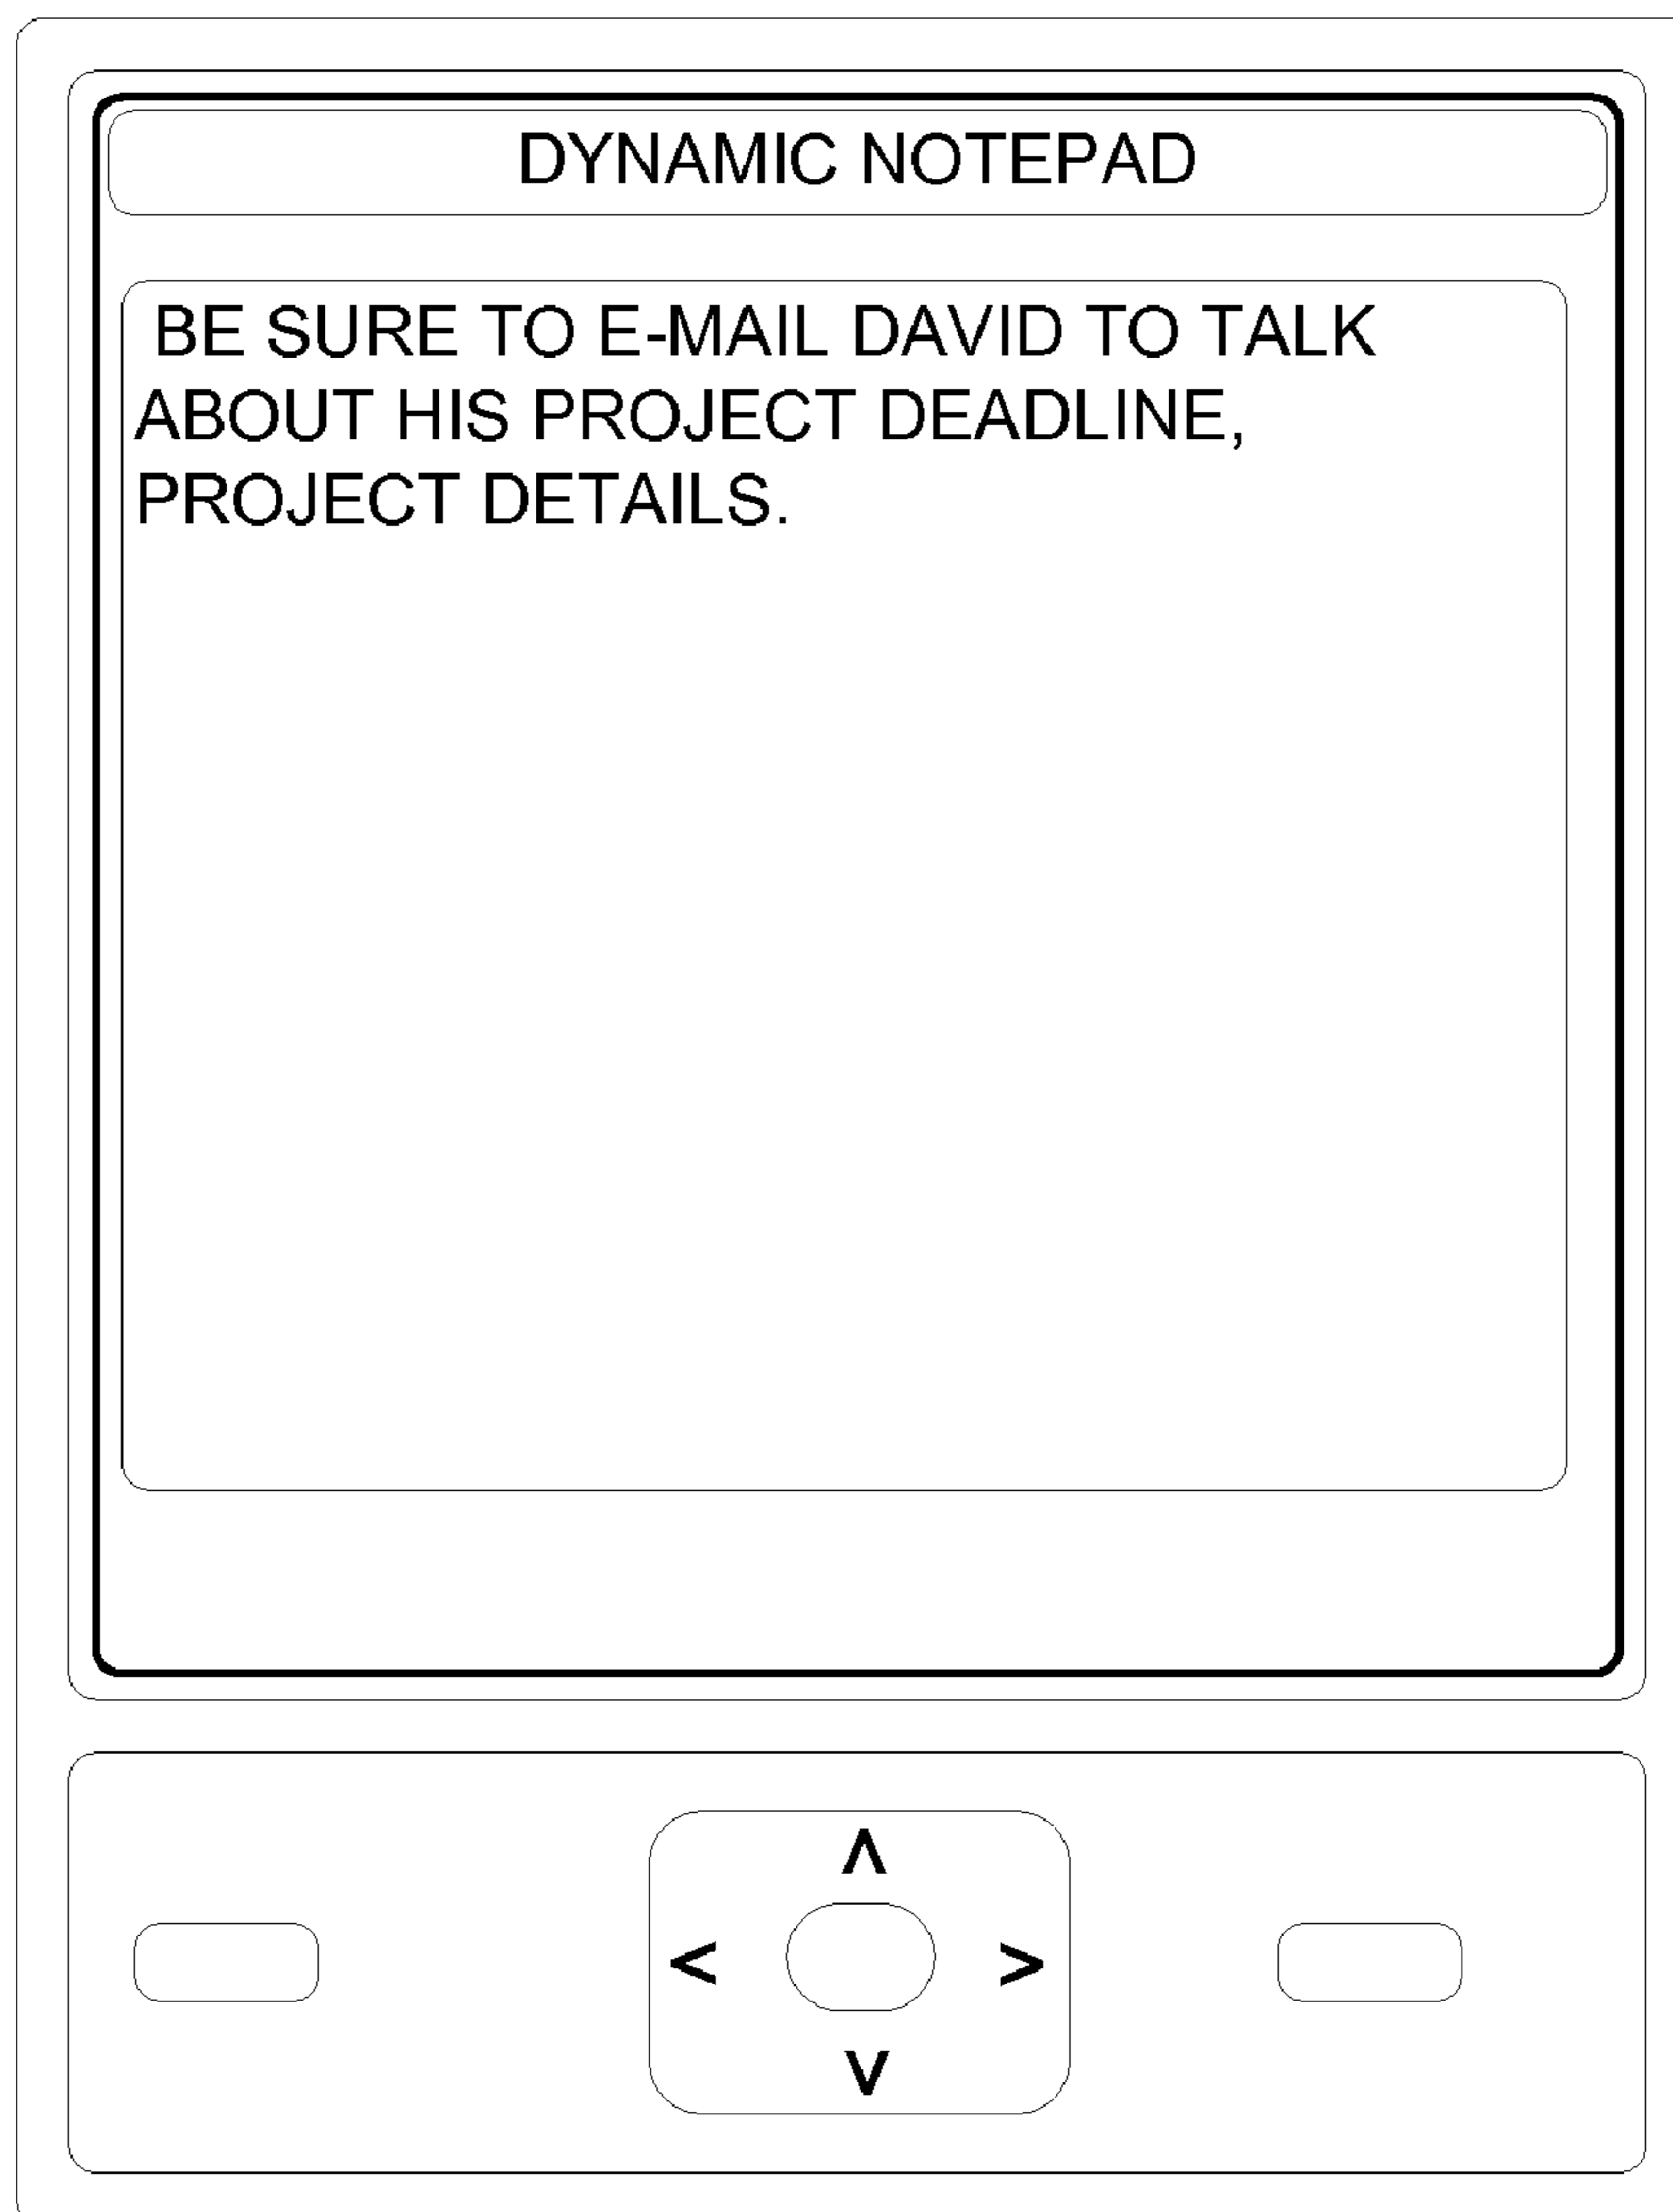 DYNAMIC NOTEPAD
BE SURE TO E-MAIL DAVID TO TALK
ABOUT HIS PROJECT DEADLINE,
PROJECT DETAILS.